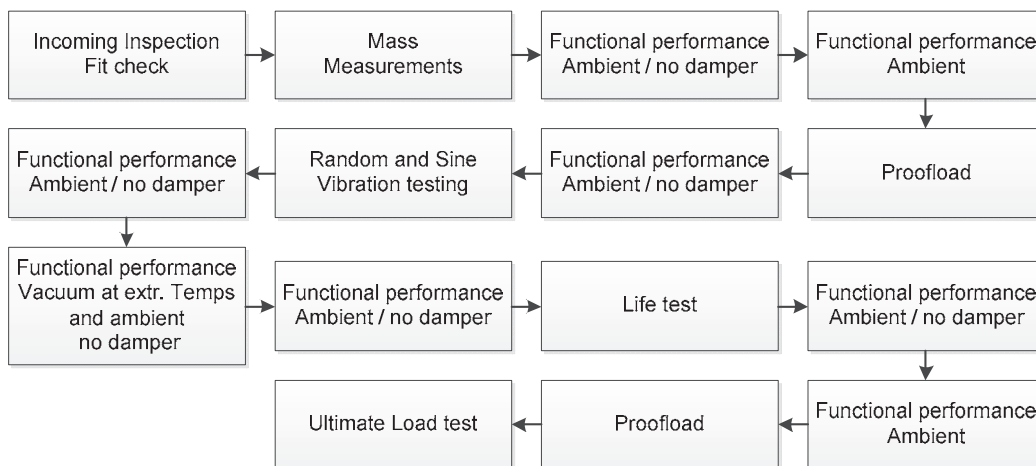 Incoming Inspection
Fit check
Mass
Measurements
Functional performance
Ambient / no damper
Functional performance
Ambient
Proofload
Functional performance
Ambient / no damper
Random and Sine
Vibration testing
Functional performance
Ambient / no damper
Functional performance
Vacuum at extr. Temps
and ambient
no damper
Functional performance
Ambient / no damper
Life test
Functional performance
Ambient / no damper
Functional performance
Ambient
Proofload
Ultimate Load test